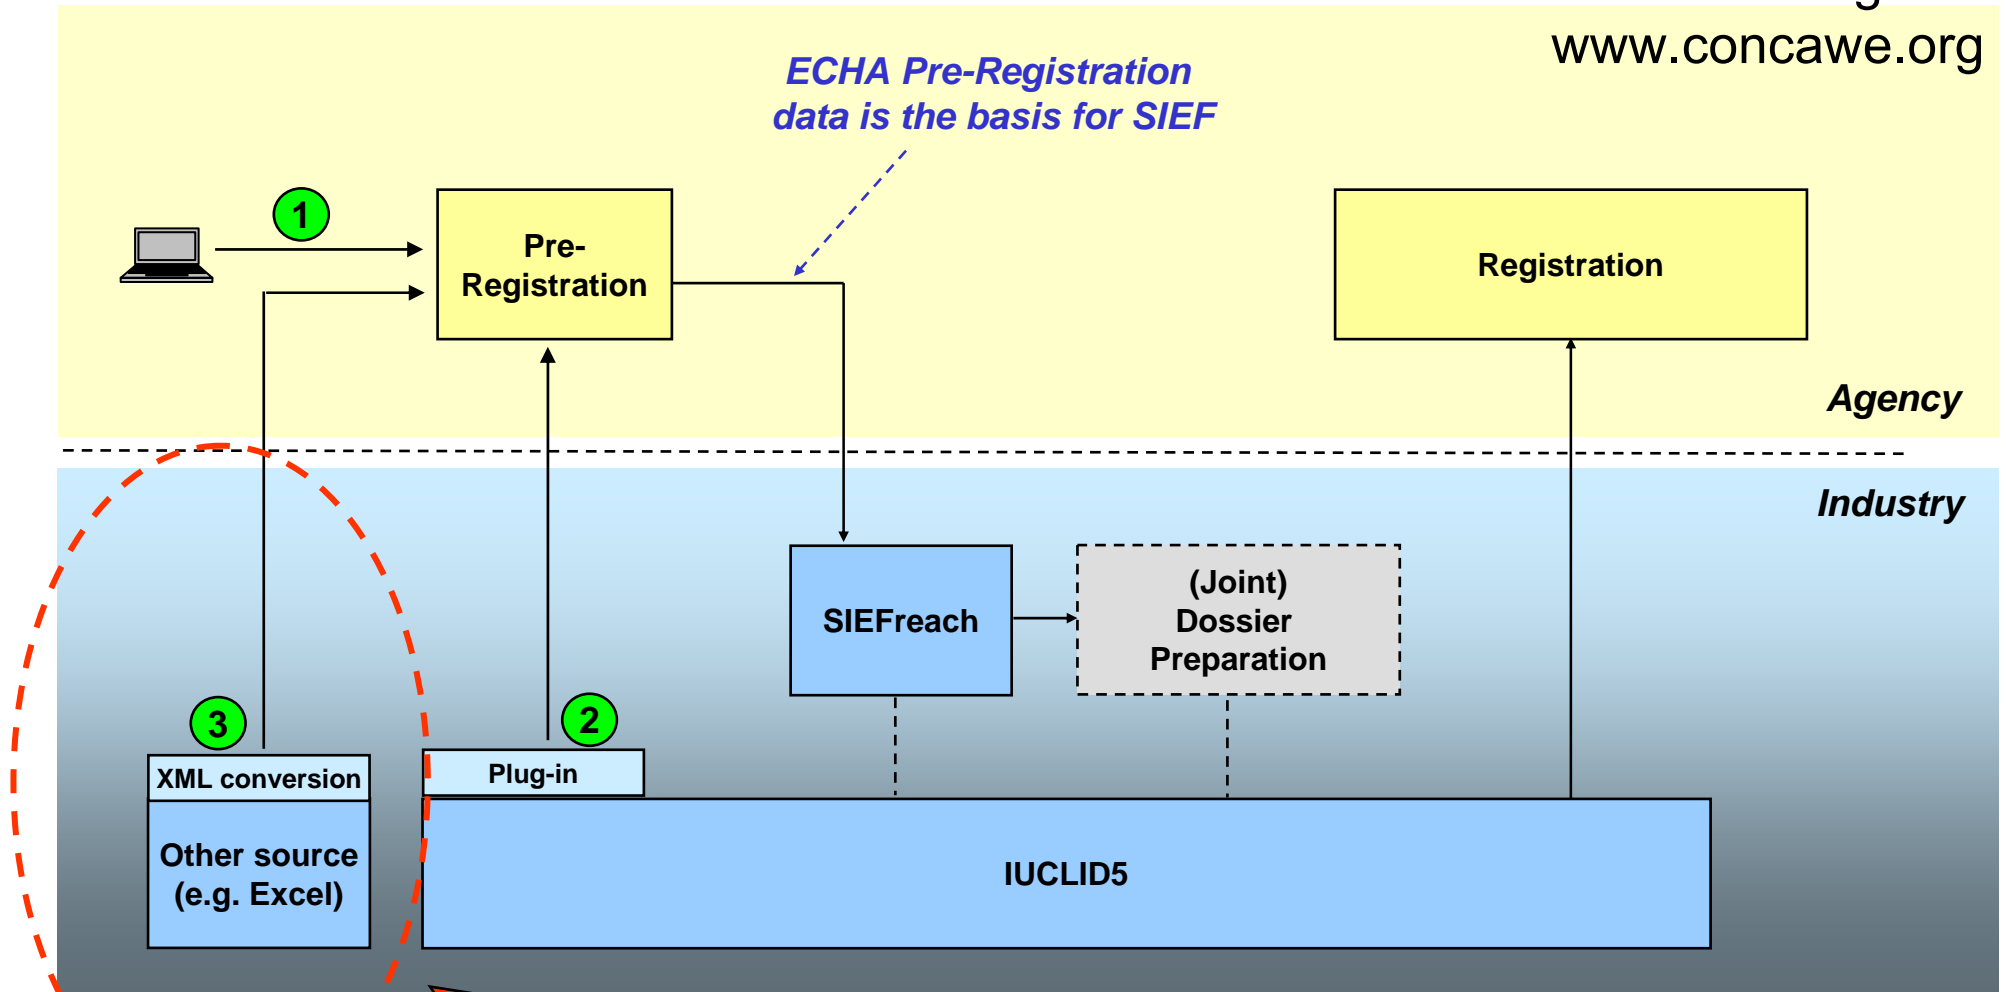 www.concawe.org
ECHA Pre-Registration
data is the basis for SIEF
1
Pre-
Registration
Registration
Agency
Industry
SIEFreach
(Joint)
Dossier
Preparation
3
2
XML conversion
Plug-in
Other source
(e.g. Excel)
IUCLID5